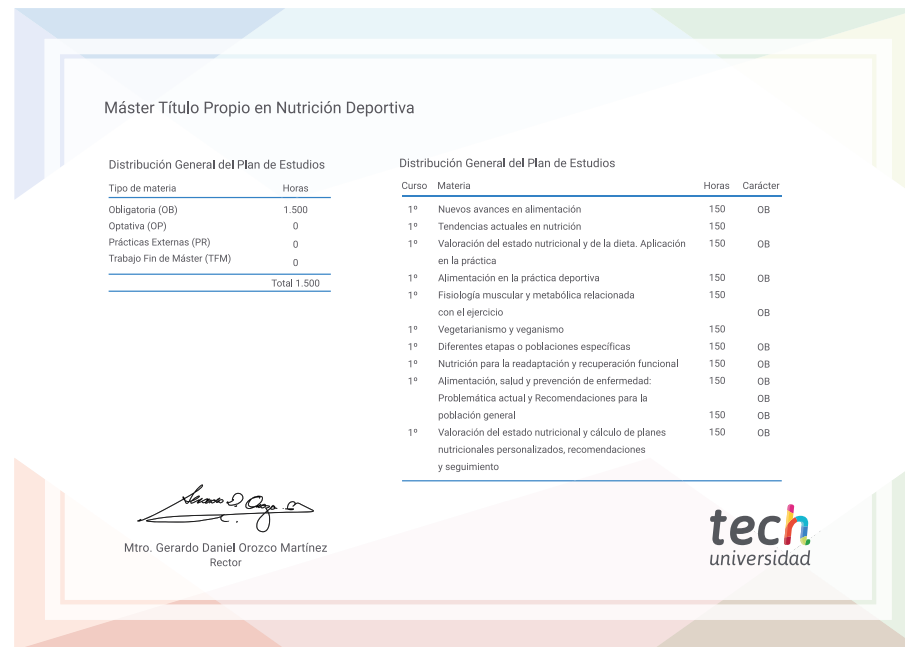 Máster Título Propio en Nutrición Deportiva
Distribución General del Plan de Estudios
Tipo de materia Horas
Obligatoria (OB) 1.500
Optativa (OP) 0
Prácticas Externas (PR) 0
Trabajo Fin de Máster (TFM) 0
Total 1.500
Distribución General del Plan de Estudios
Curso Materia Horas Carácter
1º Nuevos avances en alimentación 150 OB
1º Tendencias actuales en nutrición 150
1º Valoración del estado nutricional y de la dieta. Aplicación 150 OB
en la práctica
1º Alimentación en la práctica deportiva 150 OB
1º Fisiología muscular y metabólica relacionada 150
con el ejercicio OB
1º Vegetarianismo y veganismo 150
1º Diferentes etapas o poblaciones específicas 150 OB
1º Nutrición para la readaptación y recuperación funcional 150 OB
1º Alimentación, salud y prevención de enfermedad: 150 OB
Problemática actual y Recomendaciones para la OB
población general 150 OB
1º Valoración del estado nutricional y cálculo de planes 150 OB
nutricionales personalizados, recomendaciones
y seguimiento
Mtro. Gerardo Daniel Orozco Martínez
Rector
tech
universidad